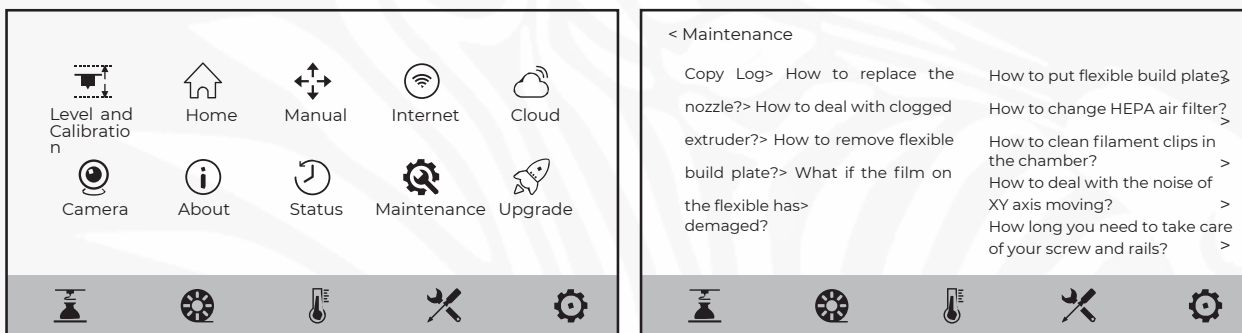 Level and
Calibratio
n
Home
Manual
Internet
Cloud
Camera
About
Status
Maintenance
Upgrade
< Maintenance
Copy Log> How to replace the
nozzle?> How to deal with clogged
extruder?> How to remove flexible
build plate?> What if the film on
the flexible has>
damaged?
How to put flexible build plate?
>
How to change HEPA air filter?
>
How to clean filament clips in
the chamber? >
How to deal with the noise of
XY axis moving? >
How long you need to take care
of your screw and rails? >